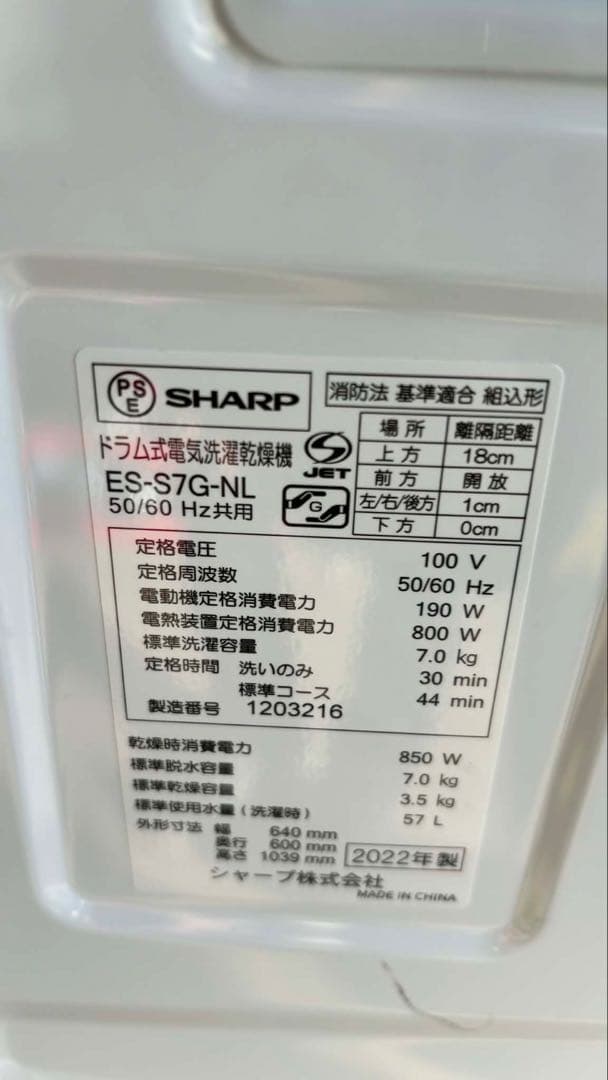 PSE SHARP
消防法 基準適合 組込形
場所 離隔距離
上方 18cm
前方 開放
左/右/後方 1cm
下方 0cm
ドラム式電気洗濯乾燥機
S JET
ES-S7G-NL
G
50/60 Hz共用
定格電圧 100 V
定格周波数 50/60 Hz
電動機定格消費電力 190 W
電熱装置定格消費電力 800 W
標準洗濯容量 7.0 kg
定格時間 洗いのみ 30 min
標準コース 44 min
製造番号 1203216
乾燥時消費電力 850 W
標準脱水容量 7.0 kg
標準乾燥容量 3.5 kg
標準使用水量(洗濯時) 57 L
外形寸法 幅 640 mm
奥行 600 mm
高さ 1039 mm 2022年製
シャープ株式会社
MADE IN CHINA